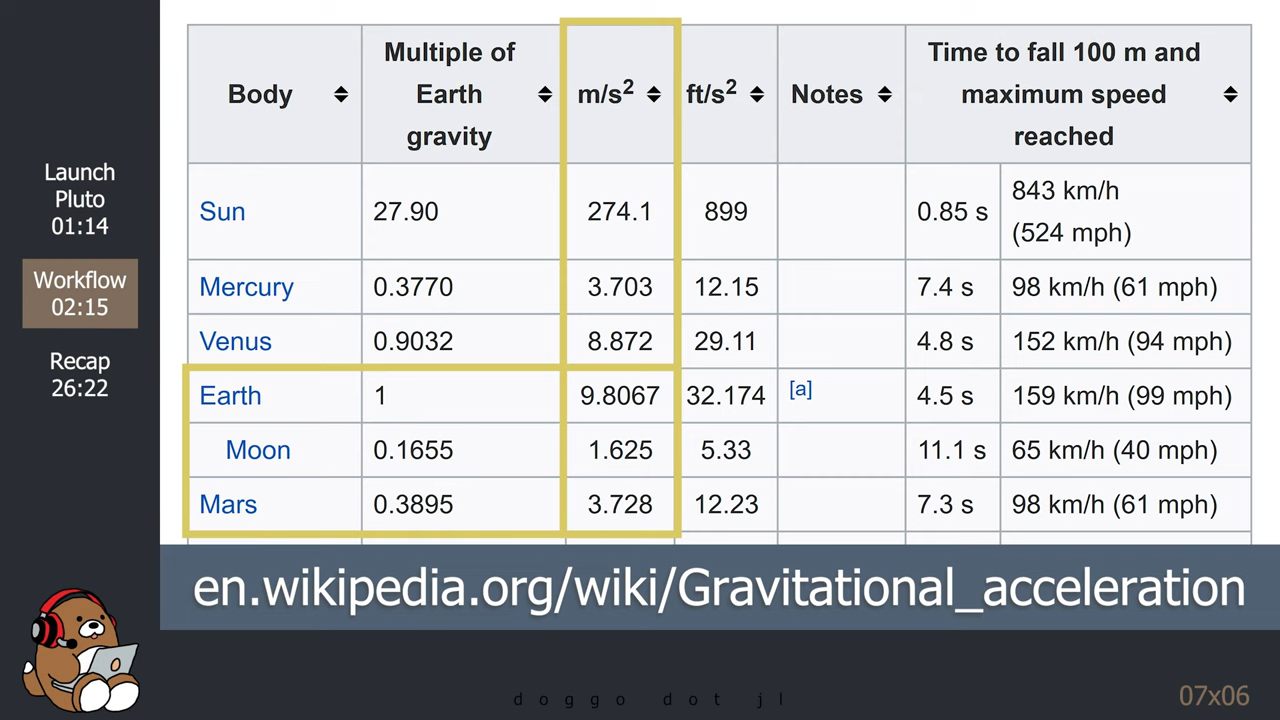 Launch
Pluto
01:14
Workflow
02:15
Recap
26:22
Body Multiple of Earth gravity m/s² ft/s² Notes Time to fall 100 m and maximum speed reached
Sun 27.90 274.1 899 0.85 s 843 km/h (524 mph)
Mercury 0.3770 3.703 12.15 7.4 s 98 km/h (61 mph)
Venus 0.9032 8.872 29.11 4.8 s 152 km/h (94 mph)
Earth 1 9.8067 32.174 [a] 4.5 s 159 km/h (99 mph)
Moon 0.1655 1.625 5.33 11.1 s 65 km/h (40 mph)
Mars 0.3895 3.728 12.23 7.3 s 98 km/h (61 mph)
en.wikipedia.org/wiki/Gravitational_acceleration
doggo dot jl
07x06